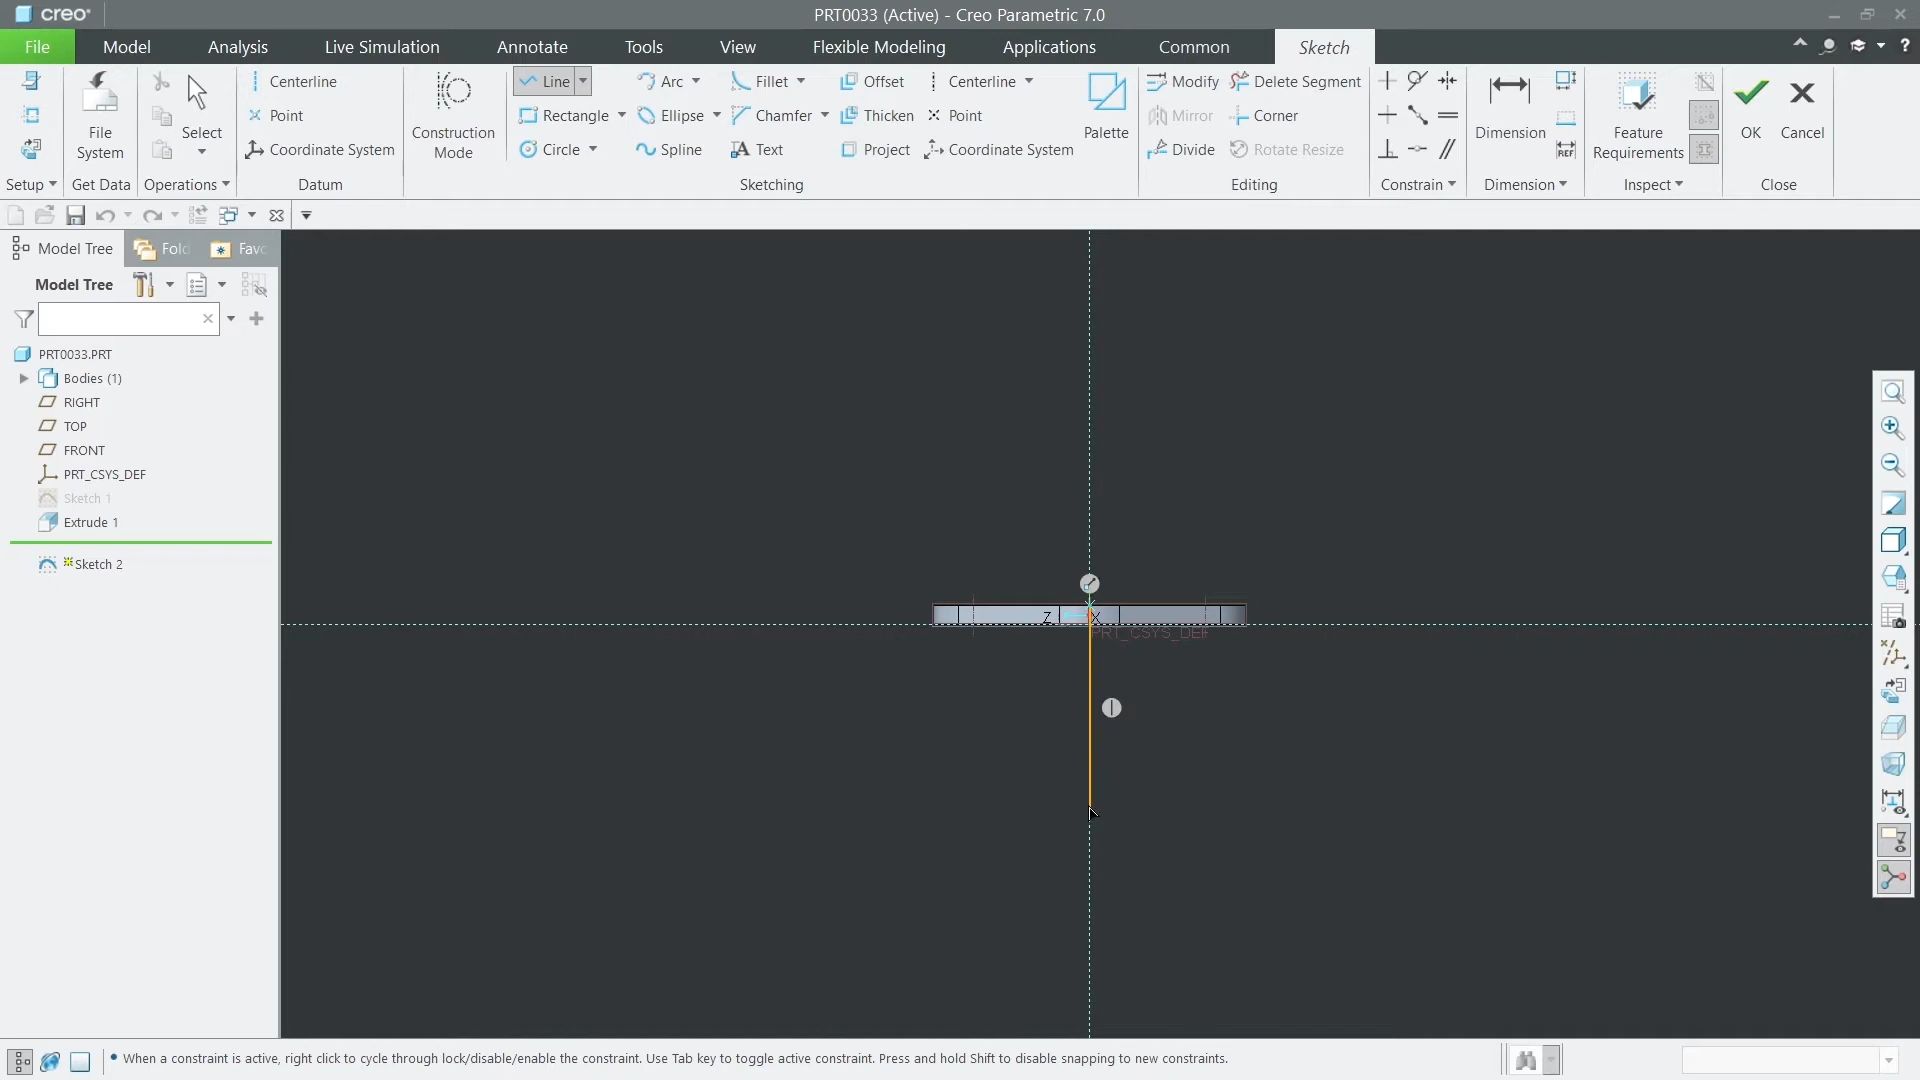 creo
PRT0033 (Active) - Creo Parametric 7.0
File Model Analysis Live Simulation Annotate Tools View Flexible Modeling Applications Common Sketch
Centerline Line Arc Fillet Offset Centerline Modify Delete Segment
Point Rectangle Ellipse Chamfer Thicken Point Mirror Corner
File System Select Construction Mode Palette Dimension Feature Requirements OK Cancel
Coordinate System Circle Spline Text Project Coordinate System Divide Rotate Resize
Setup Get Data Operations Datum Sketching Editing Constrain Dimension Inspect Close
Model Tree Fold Favo
Model Tree
PRT0033.PRT
Bodies (1)
RIGHT
TOP
FRONT
PRT_CSYS_DEF
Sketch 1
Extrude 1
Sketch 2
Z X
PRT_CSYS_DEF
When a constraint is active, right click to cycle through lock/disable/enable the constraint. Use Tab key to toggle active constraint. Press and hold Shift to disable snapping to new constraints.